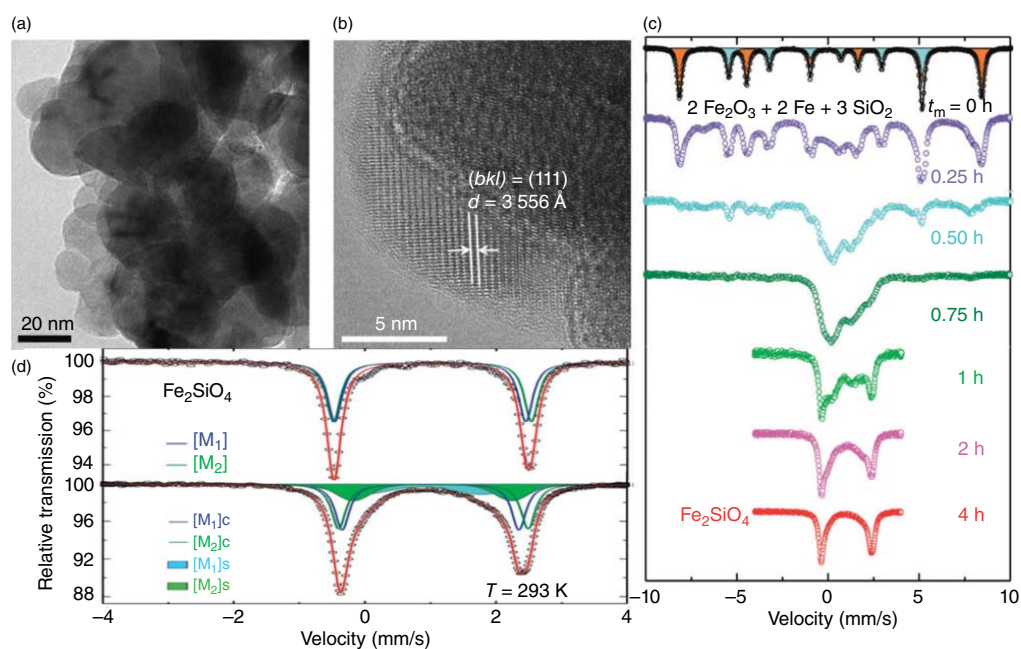 (a)
20 nm
(b)
(bkl) = (111)
d = 3 556 Å
5 nm
(c)
2 Fe₂O₃ + 2 Fe + 3 SiO₂
tₘ = 0 h
0.25 h
0.50 h
0.75 h
1 h
2 h
Fe₂SiO₄
4 h
−10
−5
0
5
10
Velocity (mm/s)
(d)
Relative transmission (%)
100
98
96
94
Fe₂SiO₄
[M₁]
[M₂]
100
96
92
88
[M₁]c
[M₂]c
[M₁]s
[M₂]s
T = 293 K
−4
−2
0
2
4
Velocity (mm/s)